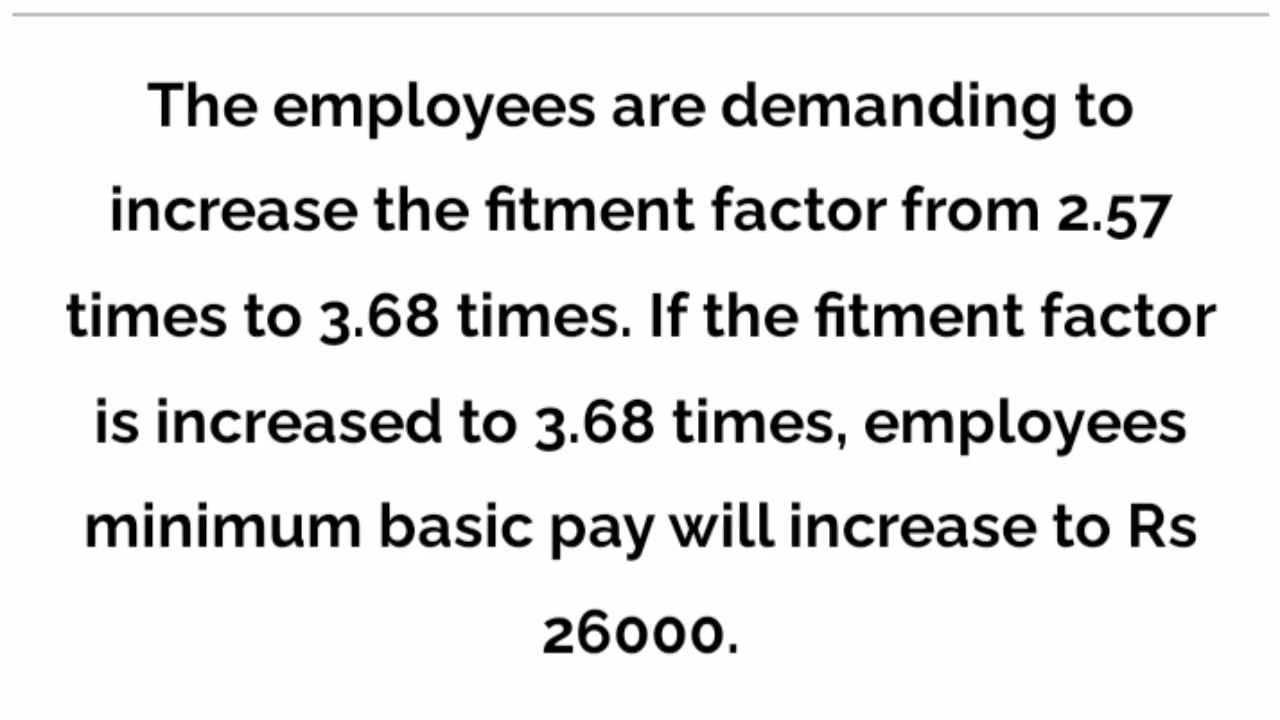 The employees are demanding to
increase the fitment factor from 2.57
times to 3.68 times. If the fitment factor
is increased to 3.68 times, employees
minimum basic pay will increase to Rs
26000.